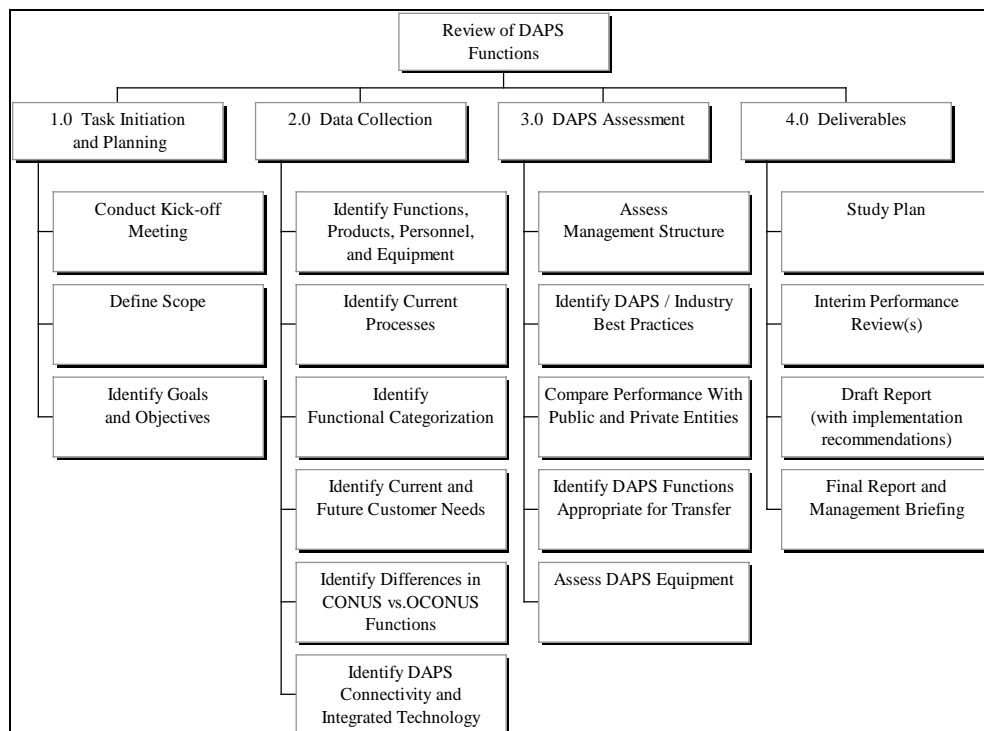 Review of DAPS
Functions
1.0 Task Initiation
and Planning
Conduct Kick-off
Meeting
Define Scope
Identify Goals
and Objectives
2.0 Data Collection
Identify Functions,
Products, Personnel,
and Equipment
Identify Current
Processes
Identify
Functional Categorization
Identify Current and
Future Customer Needs
Identify Differences in
CONUS vs.OCONUS
Functions
Identify DAPS
Connectivity and
Integrated Technology
3.0 DAPS Assessment
Assess
Management Structure
Identify DAPS / Industry
Best Practices
Compare Performance With
Public and Private Entities
Identify DAPS Functions
Appropriate for Transfer
Assess DAPS Equipment
4.0 Deliverables
Study Plan
Interim Performance
Review(s)
Draft Report
(with implementation
recommendations)
Final Report and
Management Briefing